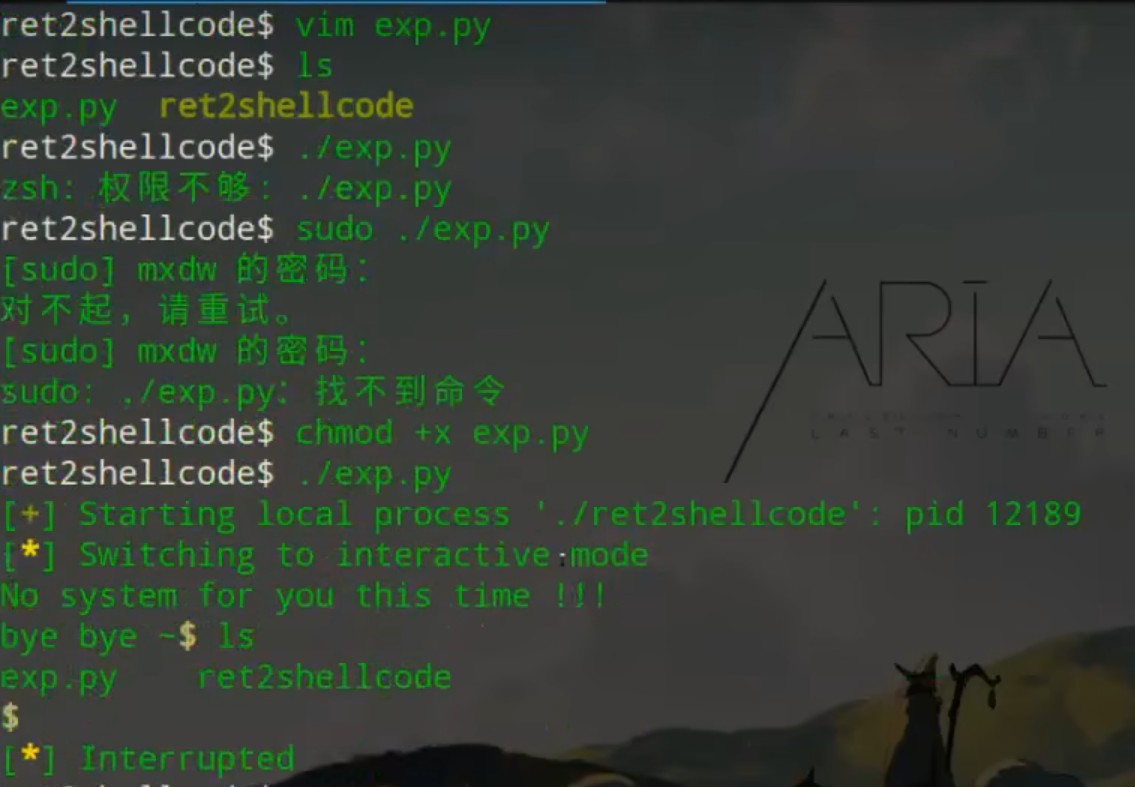 ret2shellcode$ vim exp.py
ret2shellcode$ ls
exp.py  ret2shellcode
ret2shellcode$ ./exp.py
zsh: 权限不够: ./exp.py
ret2shellcode$ sudo ./exp.py
[sudo] mxdw 的密码：
对不起，请重试。
[sudo] mxdw 的密码：
sudo: ./exp.py: 找不到命令
ret2shellcode$ chmod +x exp.py
ret2shellcode$ ./exp.py
[+] Starting local process './ret2shellcode': pid 12189
[*] Switching to interactive mode
No system for you this time !!!
bye bye ~$ ls
exp.py    ret2shellcode
$
[*] Interrupted
ARIA
LAST NUMBER